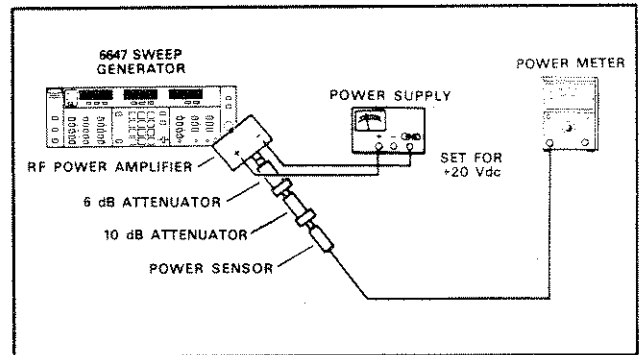 6647 SWEEP
GENERATOR
POWER METER
POWER SUPPLY
RF POWER AMPLIFIER
SET FOR
+20 Vdc
6 dB ATTENUATOR
10 dB ATTENUATOR
POWER SENSOR